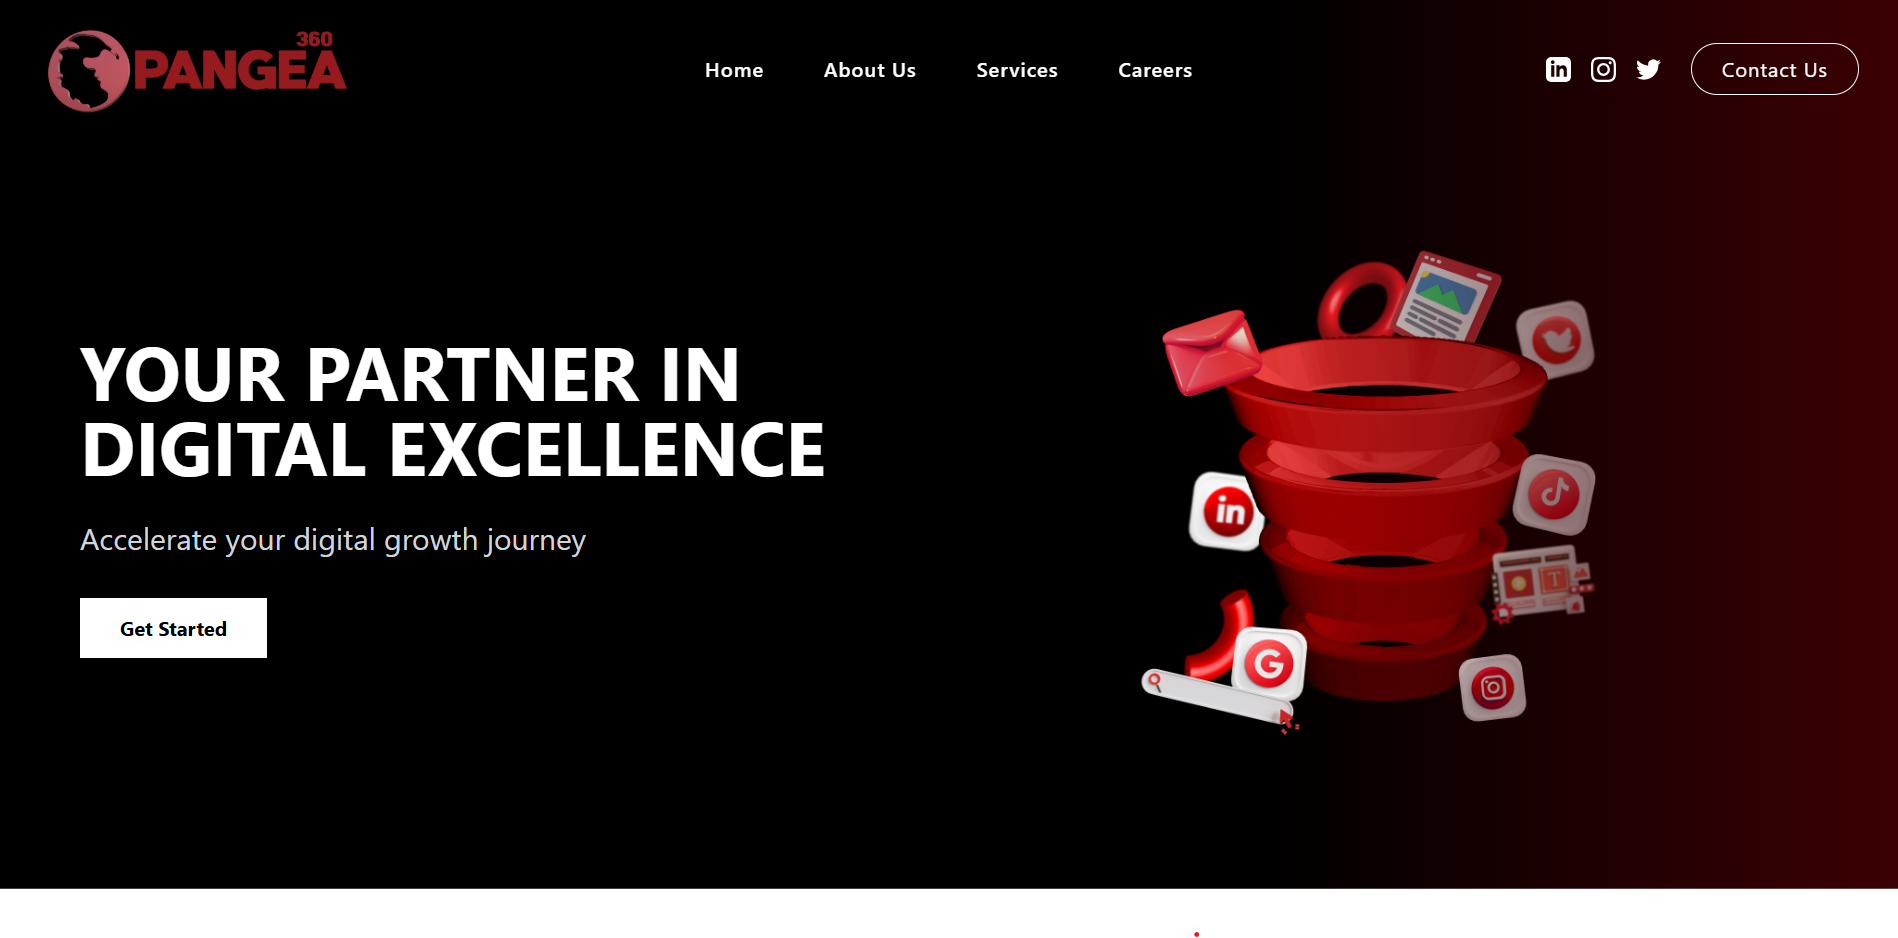 360
PANGEA
Home
About Us
Services
Careers
in
Contact Us
YOUR PARTNER IN
DIGITAL EXCELLENCE
Accelerate your digital growth journey
Get Started
in
T
G